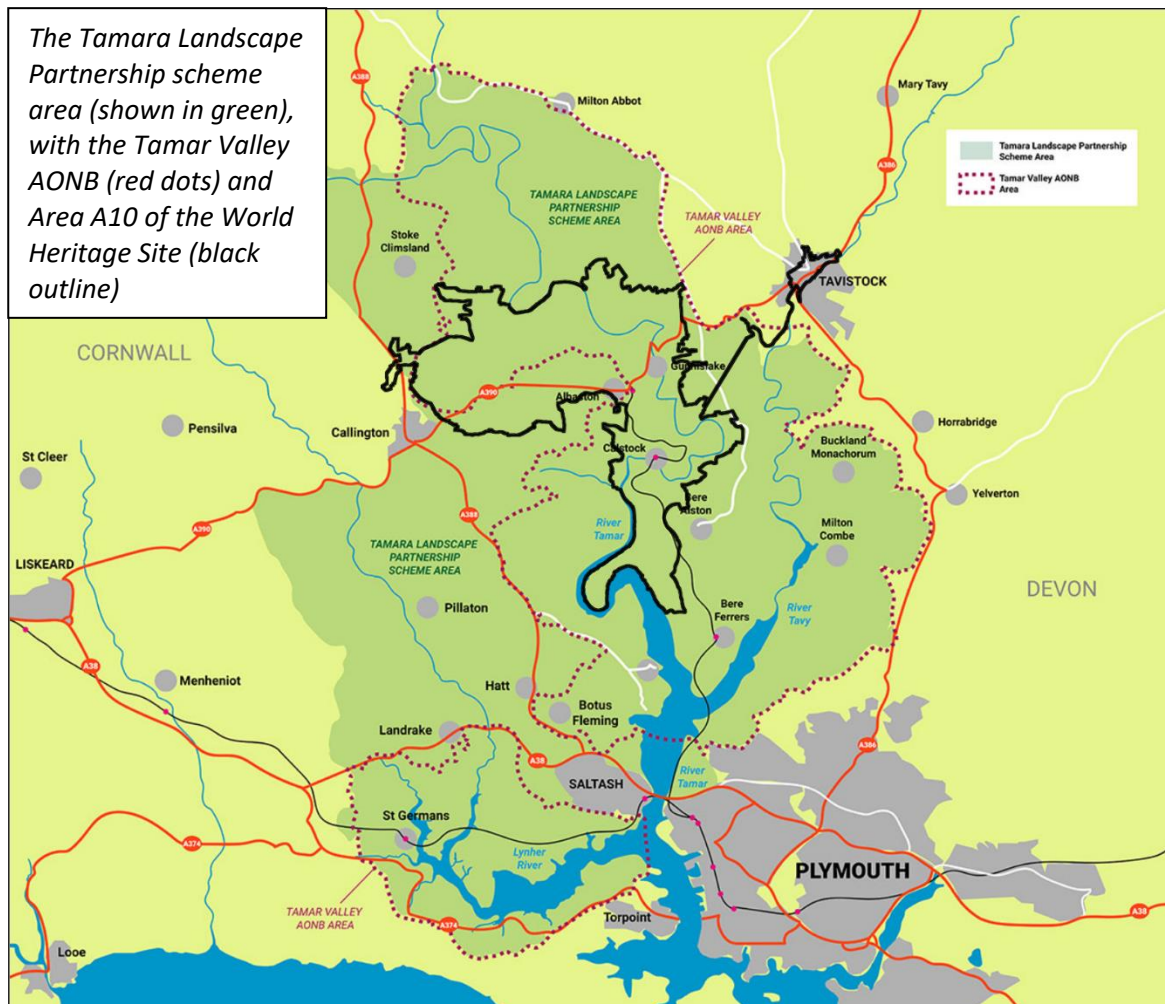 The Tamara Landscape
Partnership scheme
area (shown in green),
with the Tamar Valley
AONB (red dots) and
Area A10 of the World
Heritage Site (black
outline)
A388
Milton Abbot
Mary Tavy
A386
Tamara Landscape Partnership
Scheme Area
Tamar Valley AONB
Area
TAMARA LANDSCAPE
PARTNERSHIP
SCHEME AREA
TAMAR VALLEY
AONB AREA
Stoke
Climsland
TAVISTOCK
CORNWALL
Gunnislake
Albaston
A390
Pensilva
Callington
Horrabridge
St Cleer
Calstock
Buckland
Monachorum
Yelverton
Bere
Alston
A388
A390
River
Tamar
Milton
Combe
TAMARA LANDSCAPE
PARTNERSHIP
SCHEME AREA
LISKEARD
DEVON
Pillaton
Bere
Ferrers
River
Tavy
A38
Menheniot
Hatt
Botus
Fleming
Landrake
A38
A386
River
Tamar
SALTASH
St Germans
A374
Lynher
River
PLYMOUTH
TAMAR VALLEY
AONB AREA
A374
Torpoint
A38
Looe